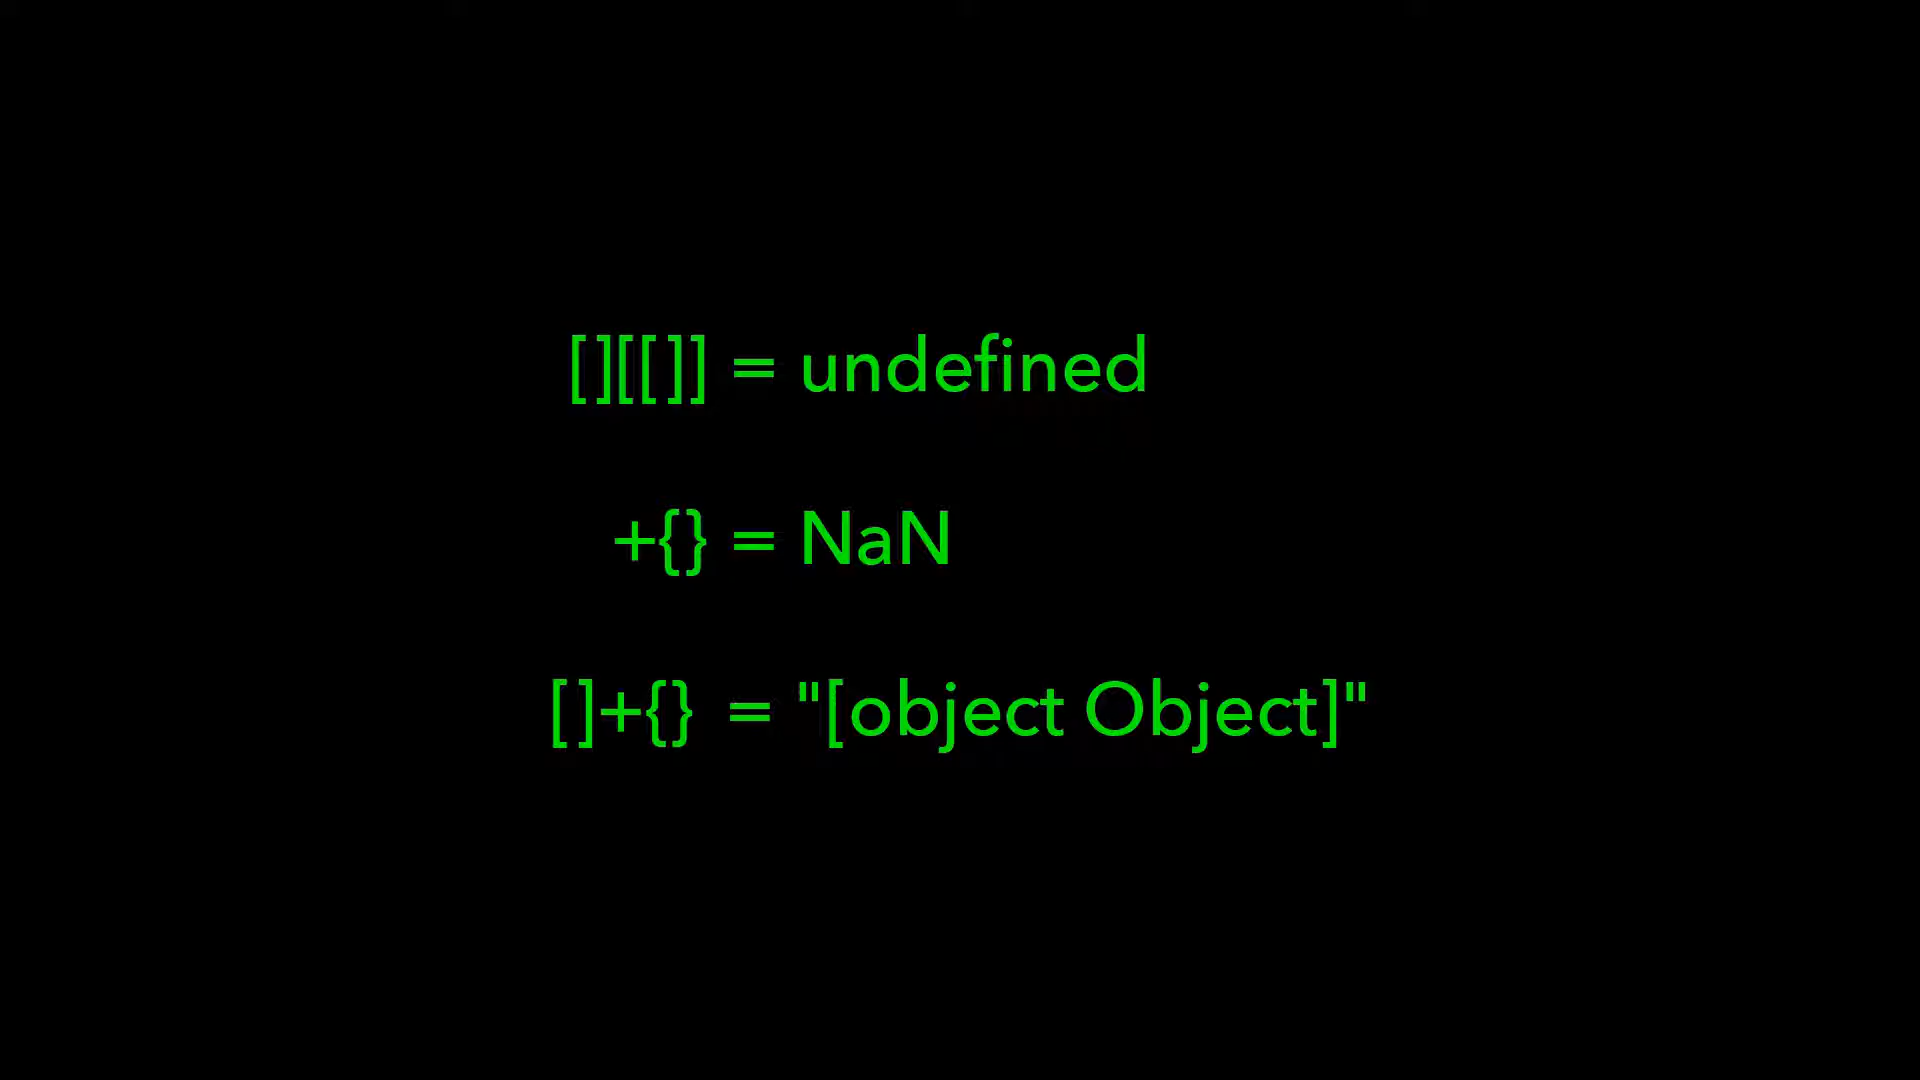 [][[]] = undefined
+{} = NaN
[]+{} = "[object Object]"